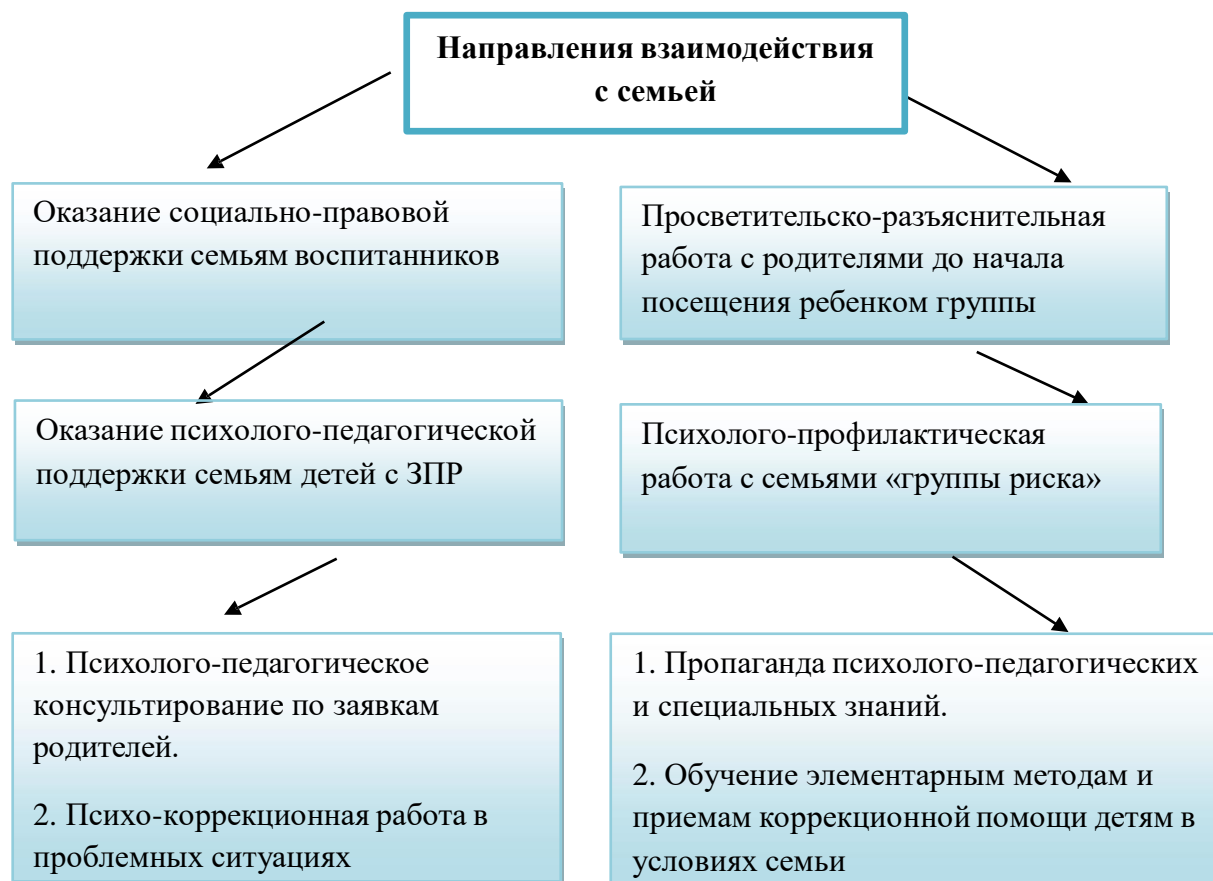 Направления взаимодействия
с семьей
Оказание социально-правовой
поддержки семьям воспитанников
Просветительско-разъяснительная
работа с родителями до начала
посещения ребенком группы
Оказание психолого-педагогической
поддержки семьям детей с ЗПР
Психолого-профилактическая
работа с семьями «группы риска»
1. Психолого-педагогическое
консультирование по заявкам
родителей.
2. Психо-коррекционная работа в
проблемных ситуациях
1. Пропаганда психолого-педагогических
и специальных знаний.
2. Обучение элементарным методам и
приемам коррекционной помощи детям в
условиях семьи